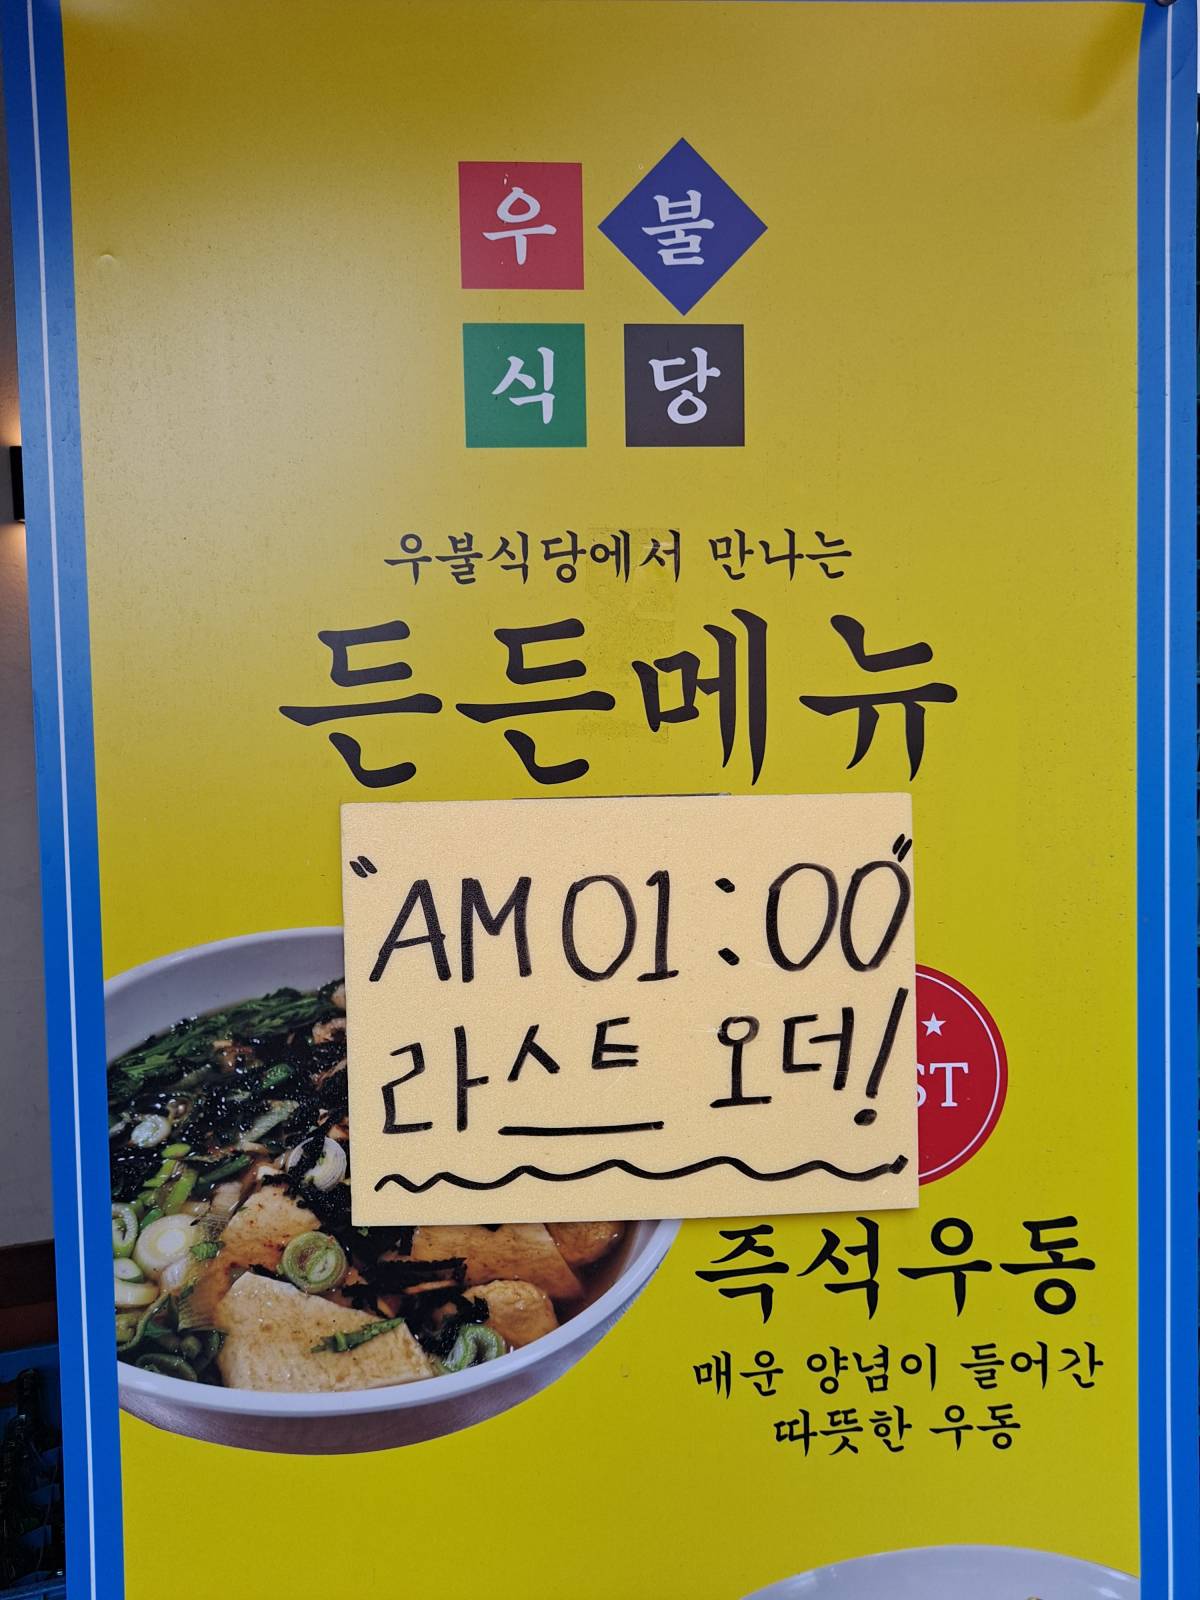 우불
식당
우불식당에서 만나는
든든메뉴
"AM 01:00"
라스트 오더!
ST
즉석우동
매운 양념이 들어간
따뜻한 우동